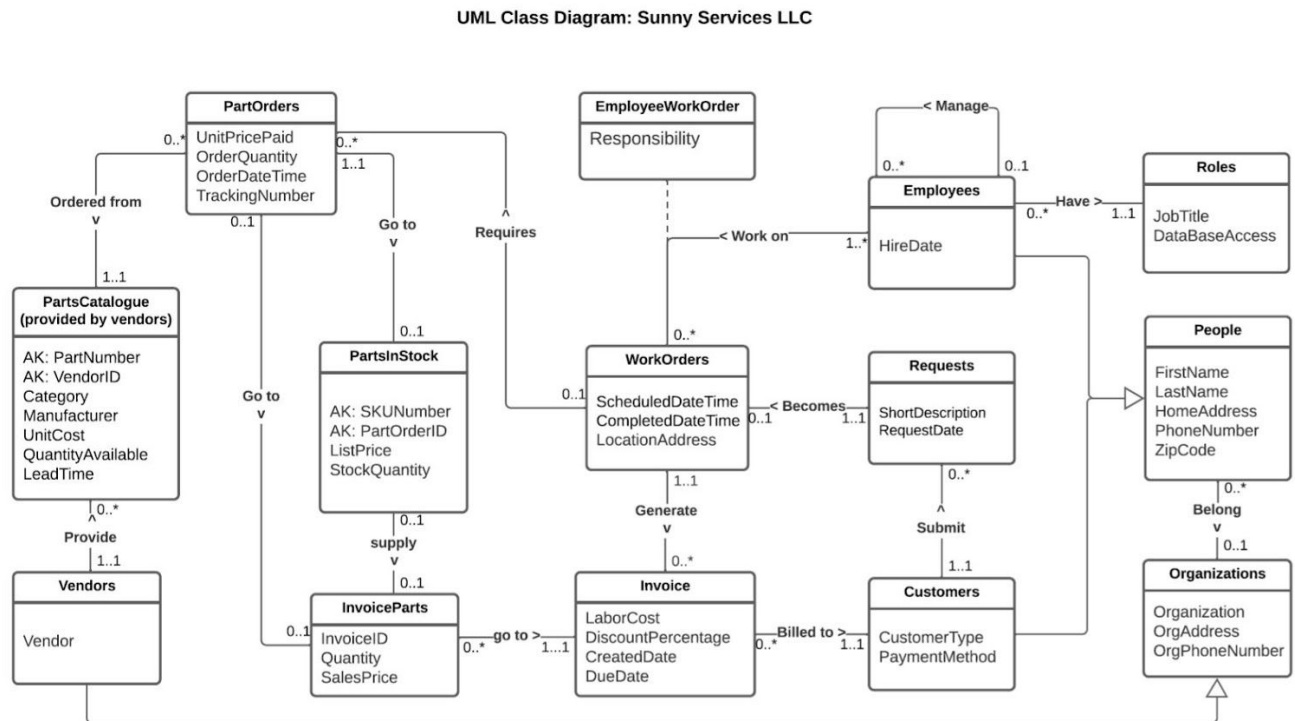 UML Class Diagram: Sunny Services LLC
PartOrders
UnitPricePaid
OrderQuantity
OrderDateTime
TrackingNumber
0..*
0..1
0..*
1..1
EmployeeWorkOrder
Responsibility
< Manage
0..*
0..1
Employees
HireDate
0..*
Have >
1..1
Roles
JobTitle
DataBaseAccess
Ordered from
v
1..1
Go to
v
0..1
^
Requires
0..1
< Work on
1..*
0..*
PartsCatalogue
(provided by vendors)
AK: PartNumber
AK: VendorID
Category
Manufacturer
UnitCost
QuantityAvailable
LeadTime
Go to
v
0..1
PartsInStock
AK: SKUNumber
AK: PartOrderID
ListPrice
StockQuantity
WorkOrders
ScheduledDateTime
CompletedDateTime
LocationAddress
0..1
< Becomes
1..1
Requests
ShortDescription
RequestDate
People
FirstName
LastName
HomeAddress
PhoneNumber
ZipCode
0..*
^
Provide
1..1
0..1
supply
v
0..1
1..1
Generate
v
0..*
0..*
^
Submit
1..1
0..*
Belong
v
0..1
Vendors
Vendor
InvoiceParts
InvoiceID
Quantity
SalesPrice
0..*
go to >
1...1
Invoice
LaborCost
DiscountPercentage
CreatedDate
DueDate
0..*
Billed to >
1..1
Customers
CustomerType
PaymentMethod
Organizations
Organization
OrgAddress
OrgPhoneNumber